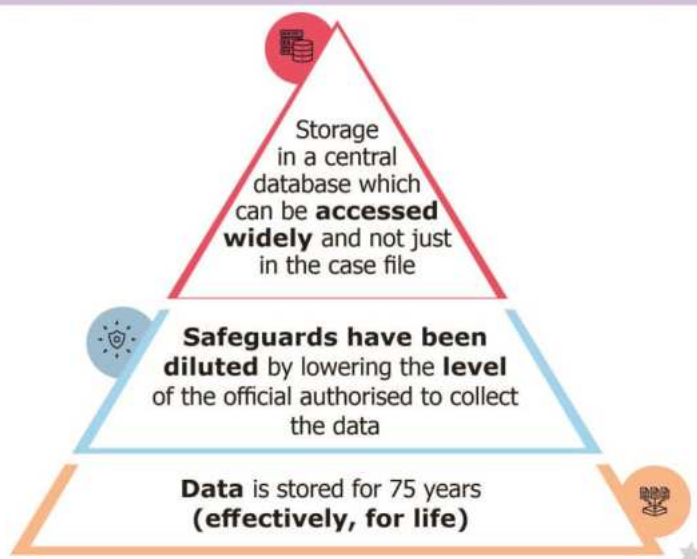 Storage
in a central
database which
can be accessed
widely and not just
in the case file
Safeguards have been
diluted by lowering the level
of the official authorised to collect
the data
Data is stored for 75 years
(effectively, for life)